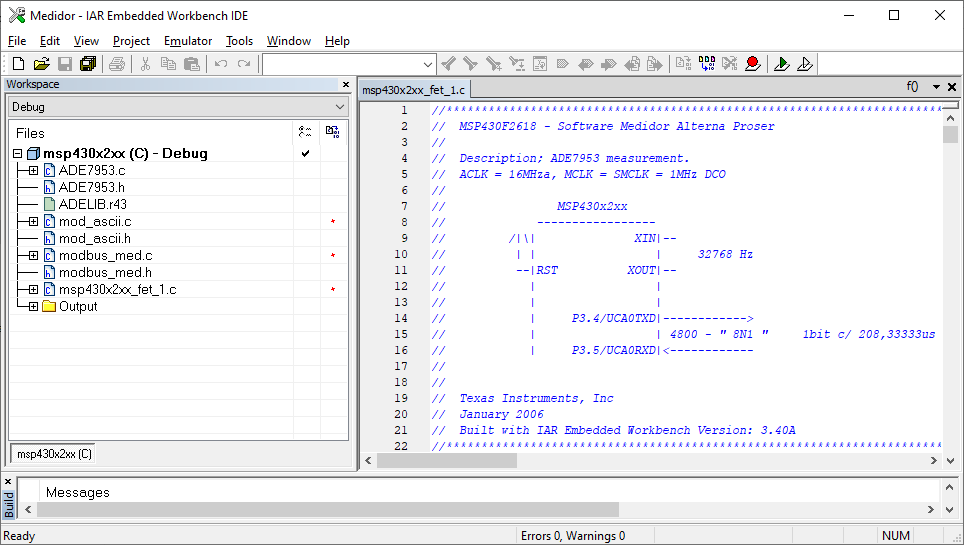 Medidor - IAR Embedded Workbench IDE
File Edit View Project Emulator Tools Window Help
Workspace
Debug
Files
msp430x2xx (C) - Debug
ADE7953.c
ADE7953.h
ADELIB.r43
mod_ascii.c
mod_ascii.h
modbus_med.c
modbus_med.h
msp430x2xx_fet_1.c
Output
msp430x2xx (C)
msp430x2xx_fet_1.c
f()
1 //******************************************************************************
2 // MSP430F2618 - Software Medidor Alterna Proser
3 //
4 // Description; ADE7953 measurement.
5 // ACLK = 16MHza, MCLK = SMCLK = 1MHz DCO
6 //
7 // MSP430x2xx
8 // -----------------
9 // /|\| XIN|--
10 // | | | 32768 Hz
11 // --|RST XOUT|--
12 // | |
13 // | |
14 // | P3.4/UCA0TXD|------------>
15 // | | 4800 - " 8N1 " 1bit c/ 208,33333us
16 // | P3.5/UCA0RXD|<------------
17 //
18 //
19 // Texas Instruments, Inc
20 // January 2006
21 // Built with IAR Embedded Workbench Version: 3.40A
22 //******************************************************************************
Build
Messages
Ready
Errors 0, Warnings 0
NUM